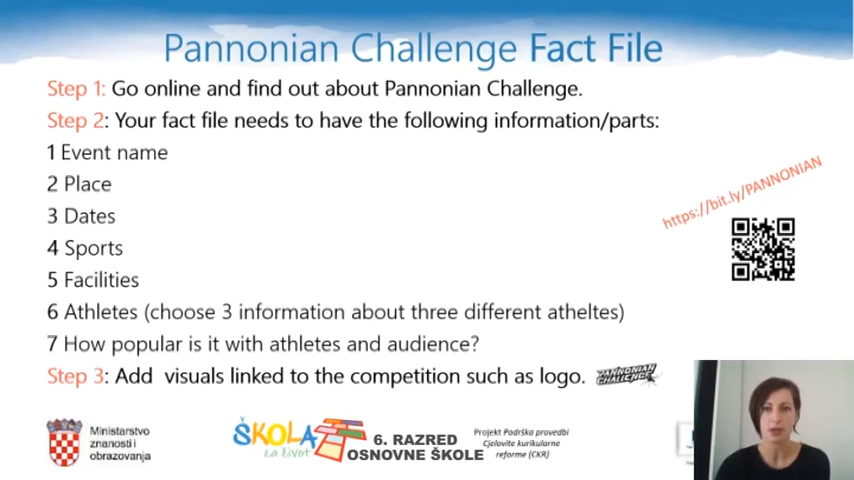 Pannonian Challenge Fact File
Step 1: Go online and find out about Pannonian Challenge.
Step 2: Your fact file needs to have the following information/parts:
1 Event name
2 Place
3 Dates
4 Sports
5 Facilities
6 Athletes (choose 3 information about three different atheltes)
7 How popular is it with athletes and audience?
Step 3: Add visuals linked to the competition such as logo.
PANNONIAN
CHALLENGE
https://bit.ly/PANNONIAN
Ministarstvo
znanosti i
obrazovanja
ŠKOLA
za život
6. RAZRED
OSNOVNE ŠKOLE
Projekt Podrška provedbi
Cjelovite kurikularne
reforme (CKR)